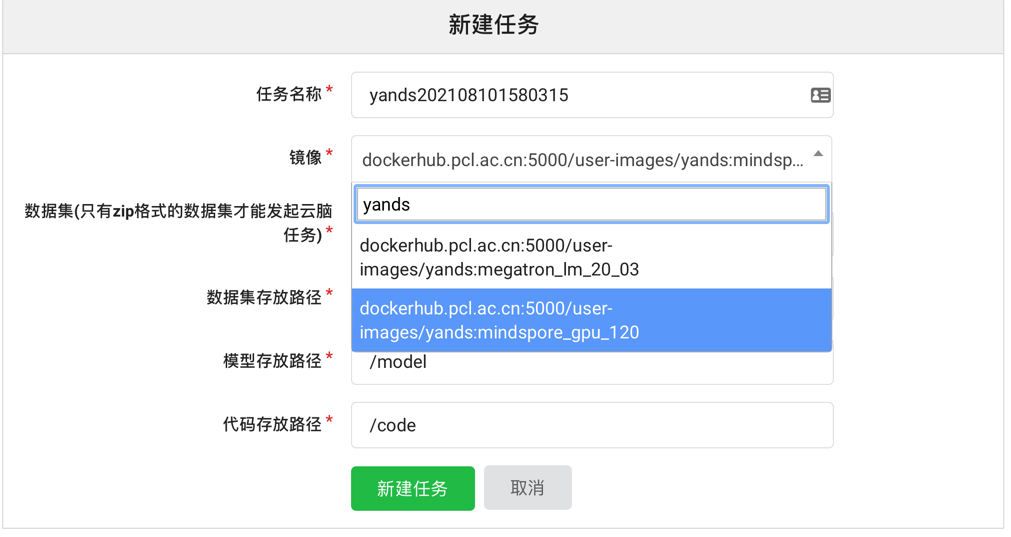 新建任务
任务名称*
yands202108101580315
镜像*
dockerhub.pcl.ac.cn:5000/user-images/yands:mindsp...
yands
数据集(只有zip格式的数据集才能发起云脑
任务)*
dockerhub.pcl.ac.cn:5000/user-
images/yands:megatron_lm_20_03
数据集存放路径*
dockerhub.pcl.ac.cn:5000/user-
images/yands:mindspore_gpu_120
模型存放路径*
/model
代码存放路径*
/code
新建任务
取消